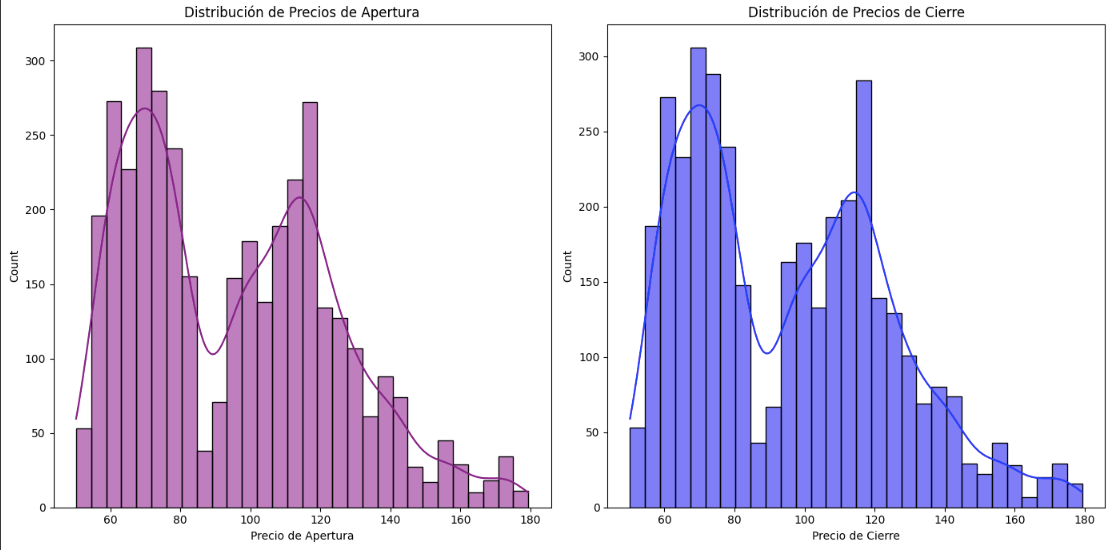 Distribución de Precios de Apertura
300
250
200
150
100
50
0
Count
60 80 100 120 140 160 180
Precio de Apertura
Distribución de Precios de Cierre
300
250
200
150
100
50
0
Count
60 80 100 120 140 160 180
Precio de Cierre